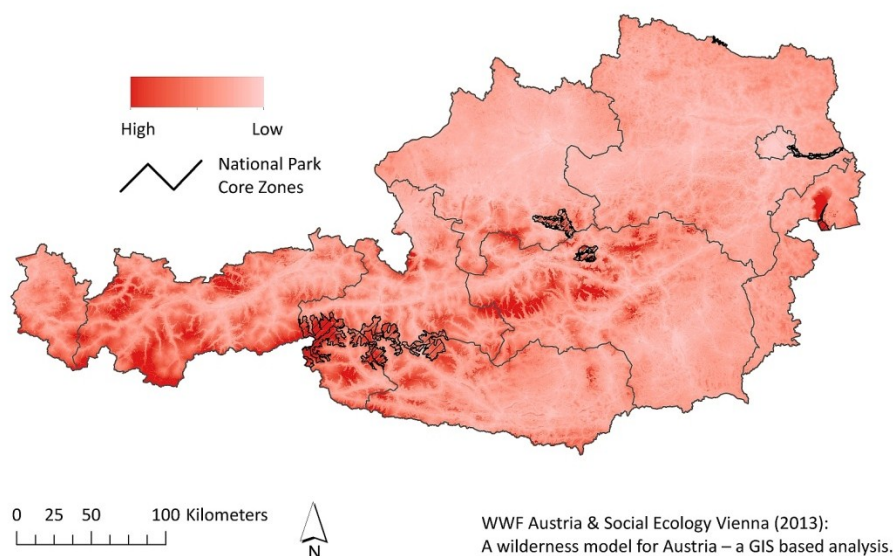 High Low
National Park
Core Zones
0 25 50 100 Kilometers
N
WWF Austria & Social Ecology Vienna (2013):
A wilderness model for Austria – a GIS based analysis.